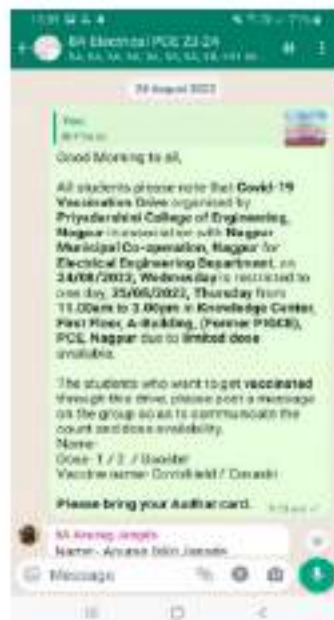 5A Electrical PCE 23-24
24 August 2022
You
Good Morning to all,
All students please note that Covid-19
Vaccination Drive organised by
Priyadarshini College of Engineering,
Nagpur in association with Nagpur
Municipal Co-operation, Nagpur for
Electrical Engineering Department, on
24/08/2022, Wednesday is restricted to
one day, 25/08/2022, Thursday from
11.00am to 3.00pm in Knowledge Center,
First Floor, A-Building, (Former PIGCE),
PCE, Nagpur due to limited dose
available.
The students who want to get vaccinated
through this drive, please post a message
on the group so as to communicate the
count and dose availability.
Name-
Dose- 1 / 2 / Booster
Vaccine name- Covishield / Covaxin
Please bring your Aadhar card.
5A Anurag Jangde
Message